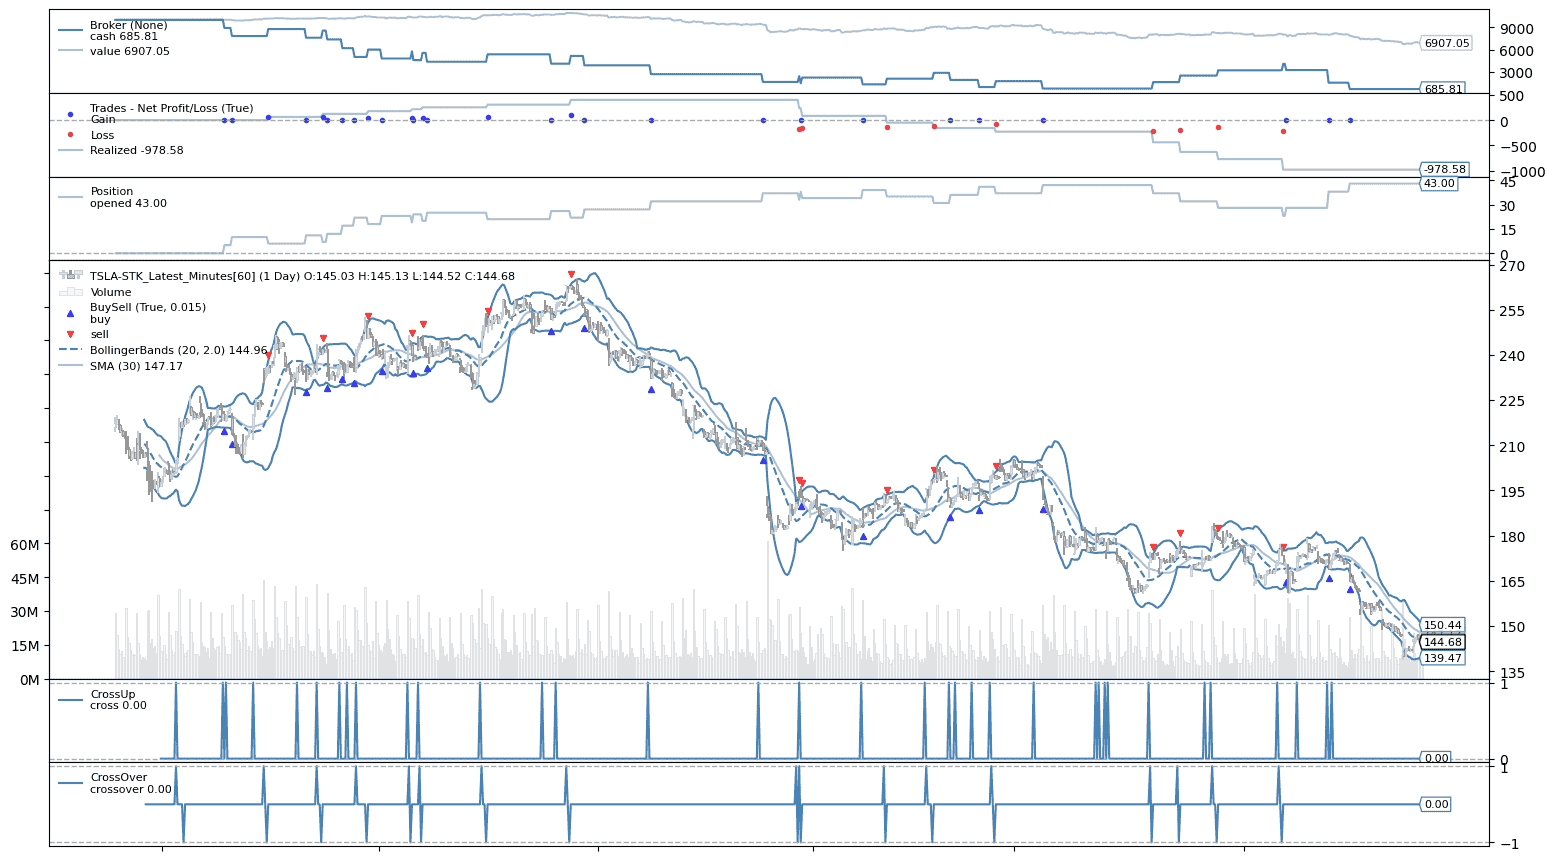 Broker (None)
cash 685.81
value 6907.05
9000
6000
3000
6907.05
685.81
Trades - Net Profit/Loss (True)
Gain
Loss
Realized -978.58
500
0
−500
−1000
-978.58
Position
opened 43.00
45
30
15
0
43.00
TSLA-STK_Latest_Minutes[60] (1 Day) O:145.03 H:145.13 L:144.52 C:144.68
Volume
BuySell (True, 0.015)
buy
sell
BollingerBands (20, 2.0) 144.96
SMA (30) 147.17
270
255
240
225
210
195
180
165
150
135
60M
45M
30M
15M
0M
150.44
144.68
139.47
CrossUp
cross 0.00
1
0
0.00
CrossOver
crossover 0.00
1
−1
0.00